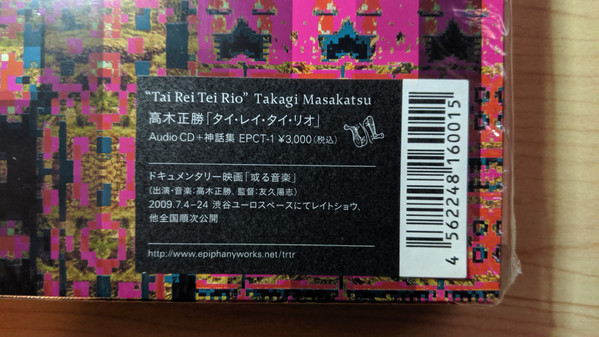 “Tai Rei Tei Rio” Takagi Masakatsu
高木正勝「タイ・レイ・タイ・リオ」
Audio CD＋神話集 EPCT-1 ¥3,000(税込)
ドキュメンタリー映画「或る音楽」
(出演・音楽:高木正勝、監督:友久陽志)
2009.7.4–24 渋谷ユーロスペースにてレイトショウ、
他全国順次公開
http://www.epiphanyworks.net/trtr
4 562248 160015